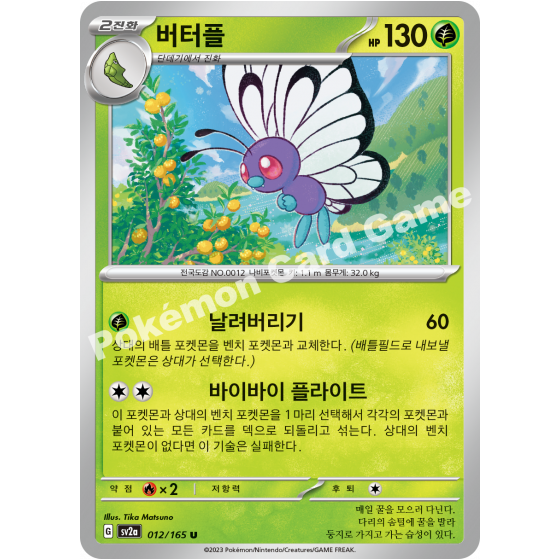 2진화 버터플 HP 130
단데기에서 진화
전국도감 NO.0012 나비포켓몬 키: 1.1 m 몸무게: 32.0 kg
날려버리기 60
상대의 배틀 포켓몬을 벤치 포켓몬과 교체한다. (배틀필드로 내보낼
포켓몬은 상대가 선택한다.)
바이바이 플라이트
이 포켓몬과 상대의 벤치 포켓몬을 1마리 선택해서 각각의 포켓몬과
붙어 있는 모든 카드를 덱으로 되돌리고 섞는다. 상대의 벤치
포켓몬이 없다면 이 기술은 실패한다.
약점 ×2 저항력 후퇴
Illus. Tika Matsuno
G sv2a 012/165 U
매일 꿀을 모으러 다닌다.
다리의 솜털에 꿀을 발라
둥지로 가지고 가는 습성이 있다.
©2023 Pokémon/Nintendo/Creatures/GAME FREAK.
Pokémon Card Game